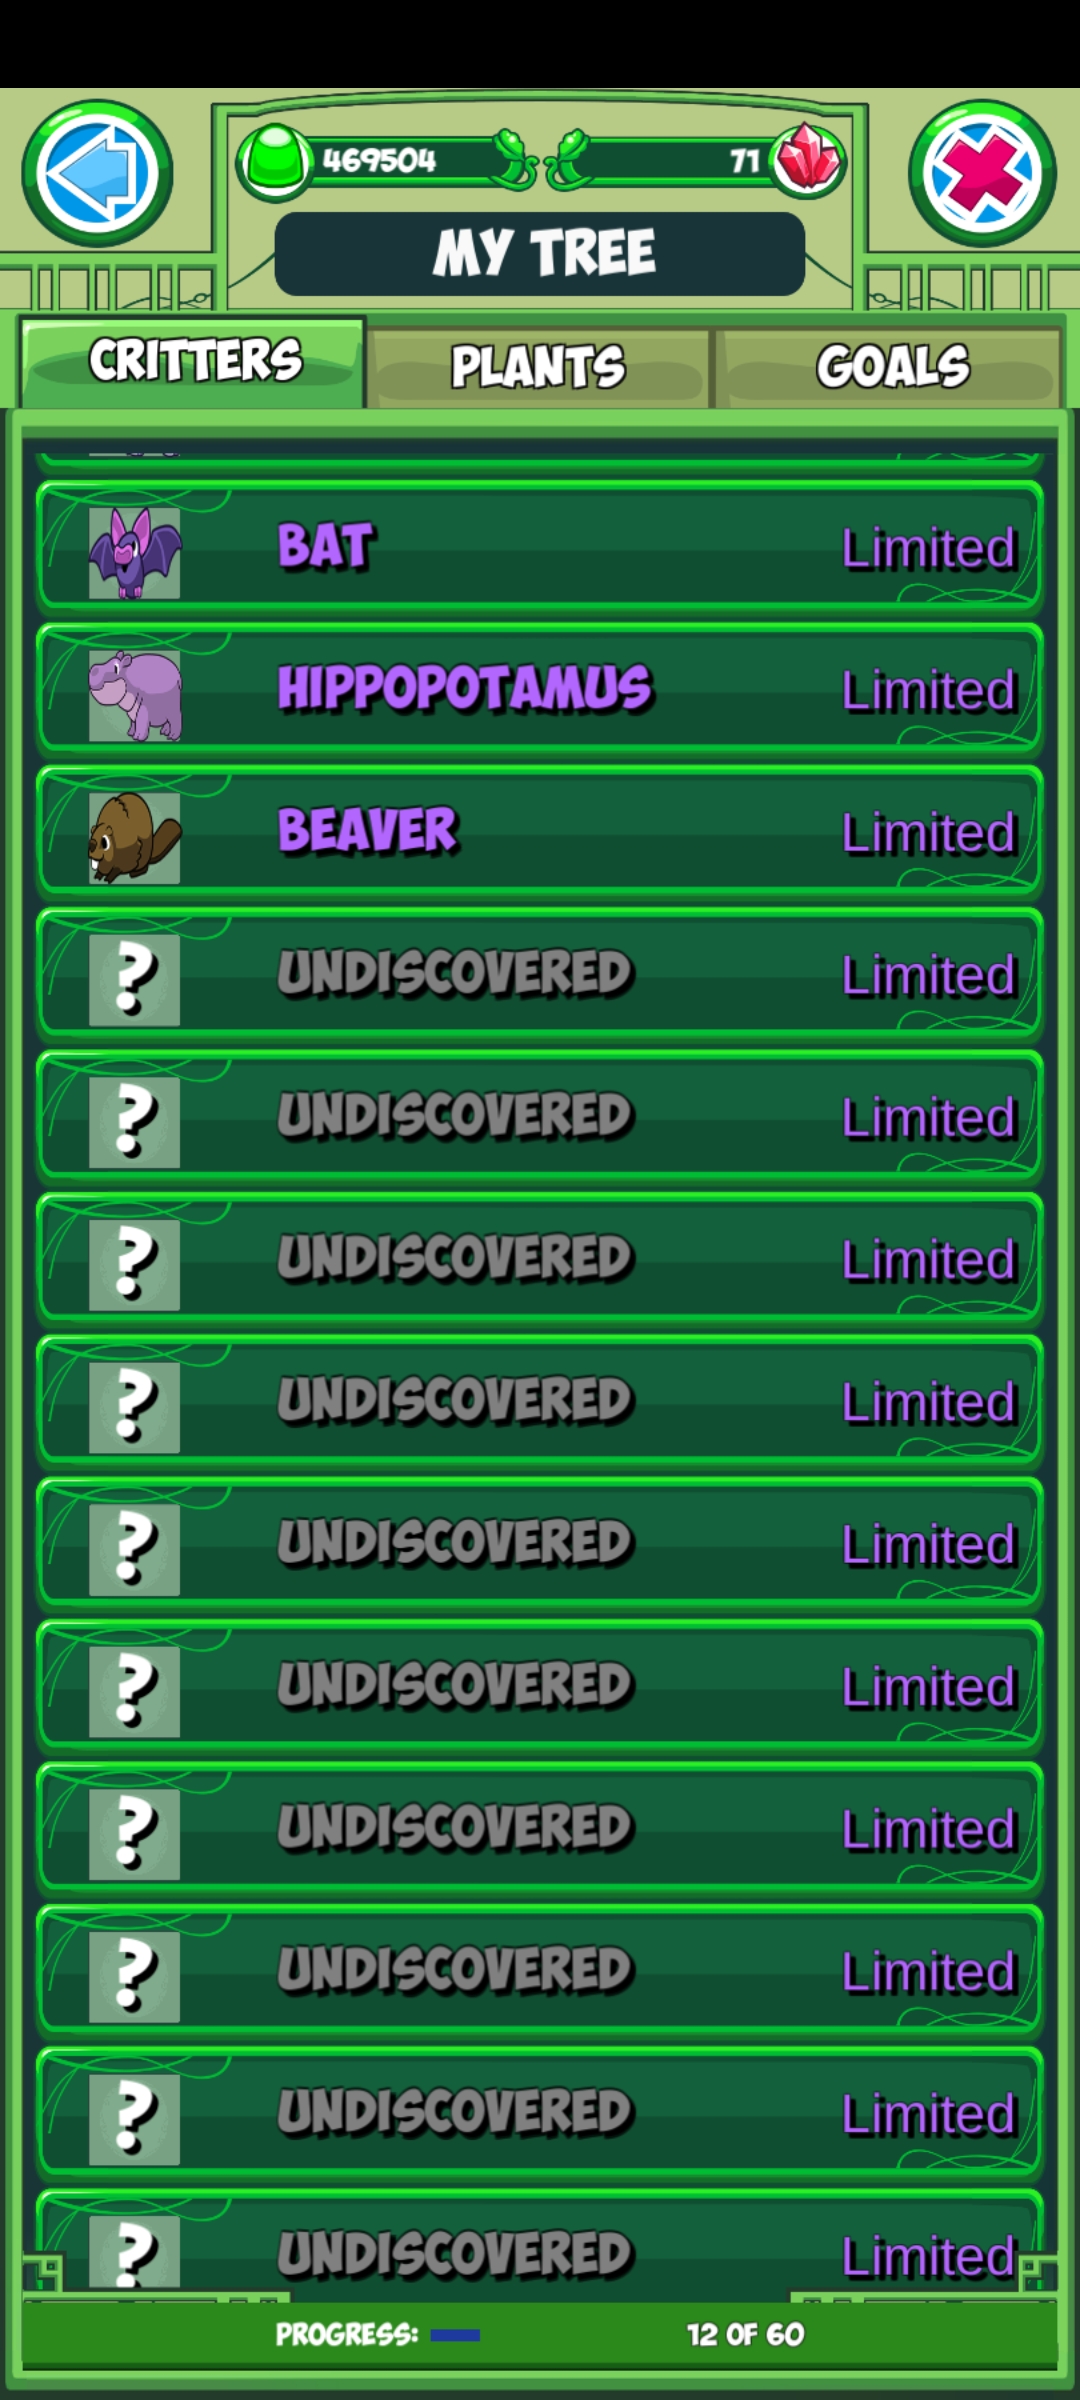 469504
71
MY TREE
CRITTERS
PLANTS
GOALS
BAT
Limited
HIPPOPOTAMUS
Limited
BEAVER
Limited
?
UNDISCOVERED
Limited
?
UNDISCOVERED
Limited
?
UNDISCOVERED
Limited
?
UNDISCOVERED
Limited
?
UNDISCOVERED
Limited
?
UNDISCOVERED
Limited
?
UNDISCOVERED
Limited
?
UNDISCOVERED
Limited
?
UNDISCOVERED
Limited
?
UNDISCOVERED
Limited
PROGRESS:
12 OF 60